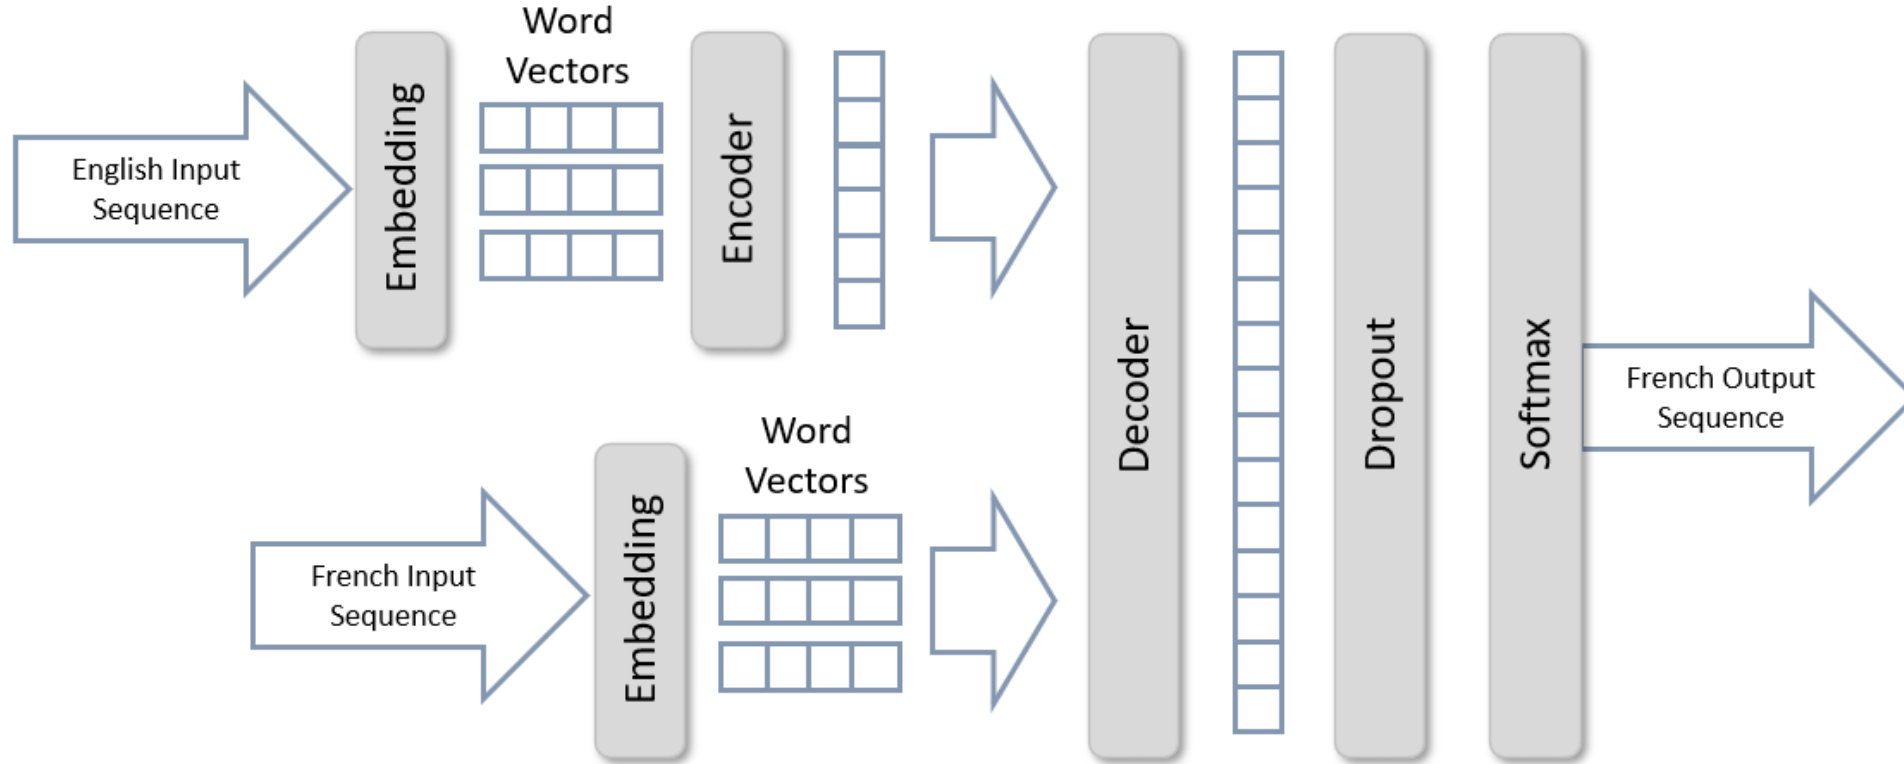 English Input
Sequence
Embedding
Word
Vectors
Encoder
French Input
Sequence
Embedding
Word
Vectors
Decoder
Dropout
Softmax
French Output
Sequence